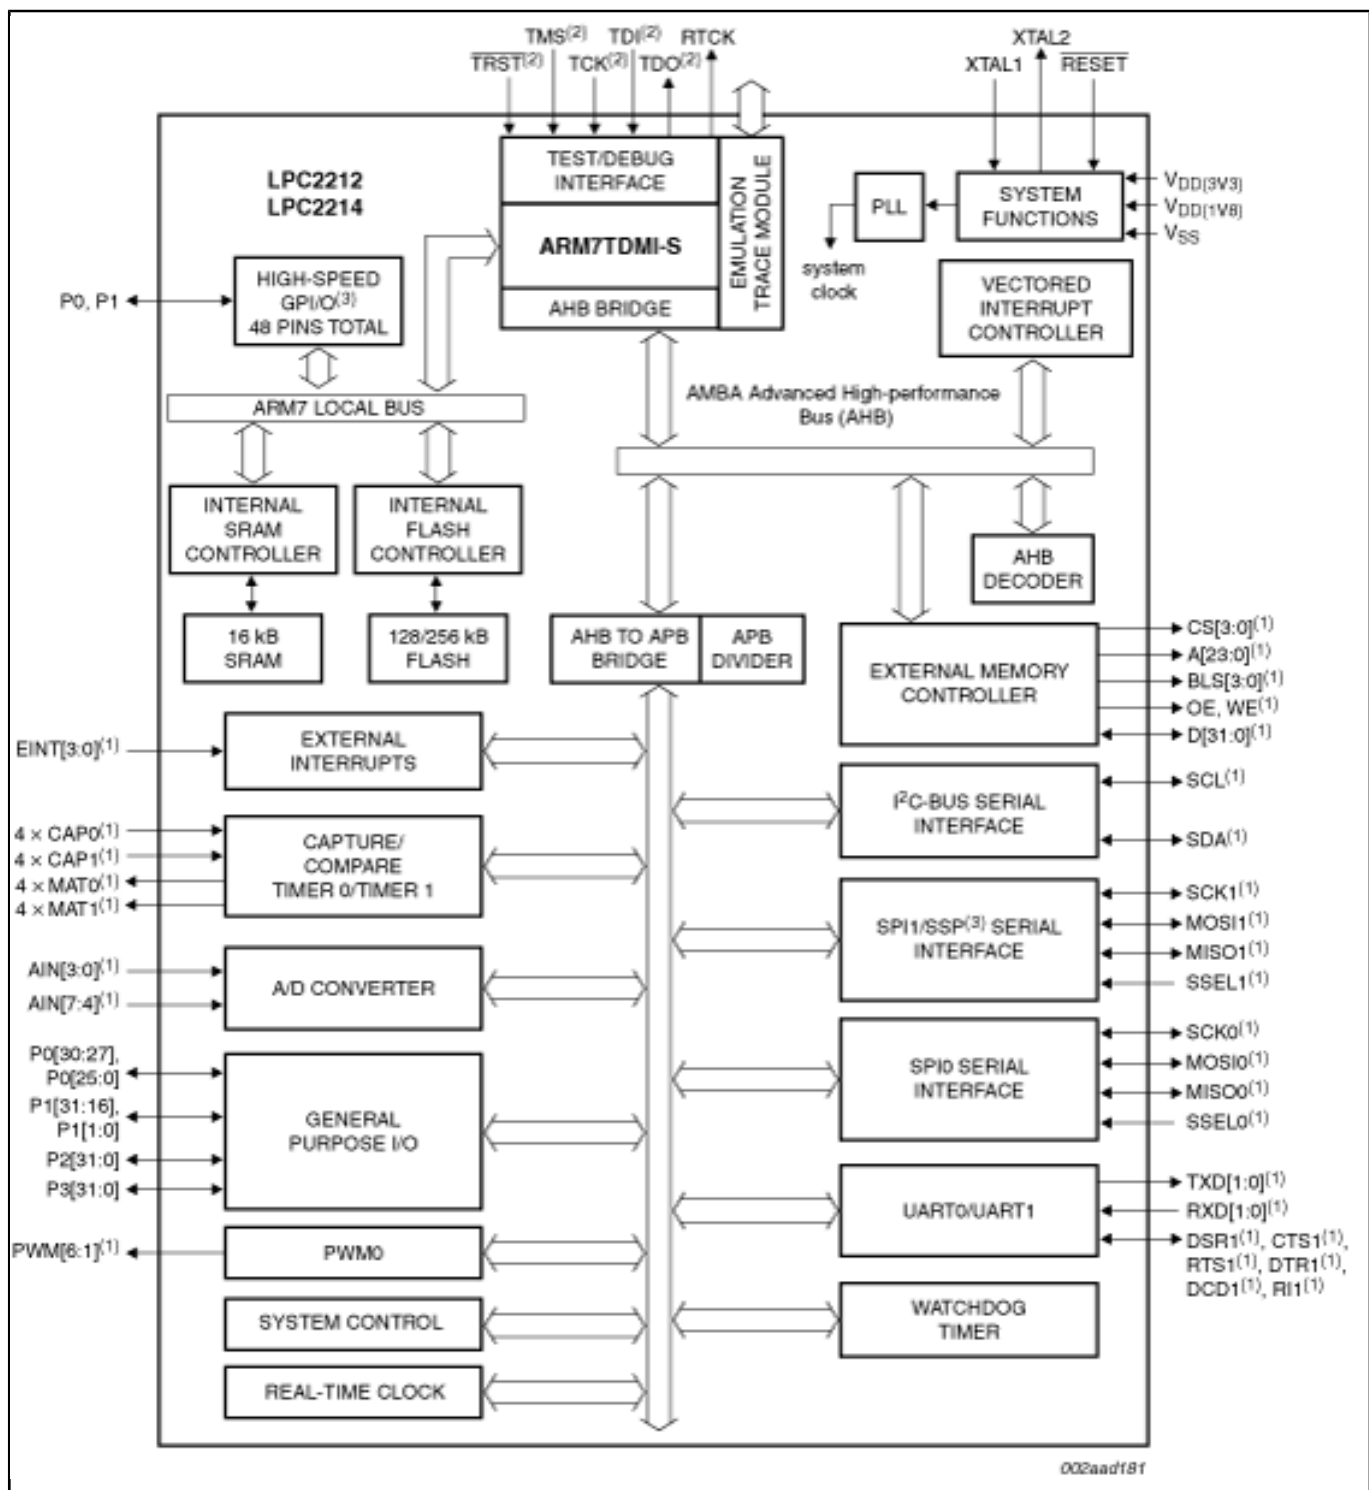 TMS(2) TDI(2) RTCK
TRST(2) TCK(2) TDO(2)
XTAL2
XTAL1 RESET
LPC2212
LPC2214
TEST/DEBUG
INTERFACE
ARM7TDMI-S
AHB BRIDGE
EMULATION
TRACE MODULE
PLL
system
clock
SYSTEM
FUNCTIONS
VDD(3V3)
VDD(1V8)
VSS
P0, P1
HIGH-SPEED
GPI/O(3)
48 PINS TOTAL
VECTORED
INTERRUPT
CONTROLLER
ARM7 LOCAL BUS
AMBA Advanced High-performance
Bus (AHB)
INTERNAL
SRAM
CONTROLLER
INTERNAL
FLASH
CONTROLLER
AHB
DECODER
16 kB
SRAM
128/256 kB
FLASH
AHB TO APB
BRIDGE
APB
DIVIDER
EXTERNAL MEMORY
CONTROLLER
CS[3:0](1)
A[23:0](1)
BLS[3:0](1)
OE, WE(1)
D[31:0](1)
EINT[3:0](1)
EXTERNAL
INTERRUPTS
I2C-BUS SERIAL
INTERFACE
SCL(1)
SDA(1)
4 × CAP0(1)
4 × CAP1(1)
4 × MAT0(1)
4 × MAT1(1)
CAPTURE/
COMPARE
TIMER 0/TIMER 1
SPI1/SSP(3) SERIAL
INTERFACE
SCK1(1)
MOSI1(1)
MISO1(1)
SSEL1(1)
AIN[3:0](1)
AIN[7:4](1)
A/D CONVERTER
SPI0 SERIAL
INTERFACE
SCK0(1)
MOSI0(1)
MISO0(1)
SSEL0(1)
P0[30:27],
P0[25:0]
P1[31:16],
P1[1:0]
P2[31:0]
P3[31:0]
GENERAL
PURPOSE I/O
UART0/UART1
TXD[1:0](1)
RXD[1:0](1)
DSR1(1), CTS1(1),
RTS1(1), DTR1(1),
DCD1(1), RI1(1)
PWM[6:1](1)
PWM0
WATCHDOG
TIMER
SYSTEM CONTROL
REAL-TIME CLOCK
002aad181